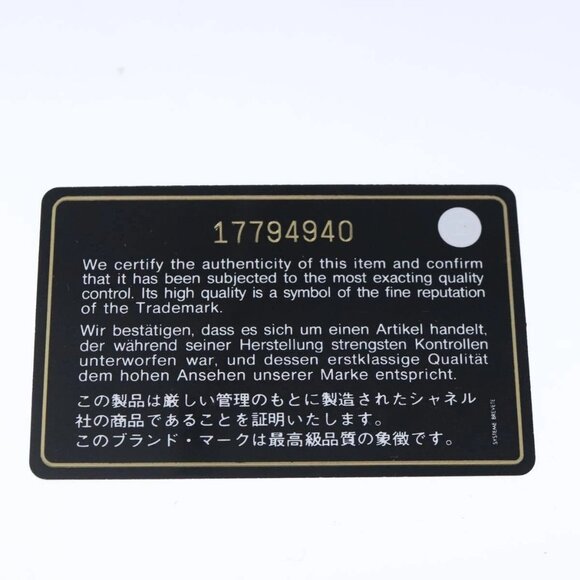 17794940
We certify the authenticity of this item and confirm
that it has been subjected to the most exacting quality
control. Its high quality is a symbol of the fine reputation
of the Trademark.
Wir bestätigen, dass es sich um einen Artikel handelt,
der während seiner Herstellung strengsten Kontrollen
unterworfen war, und dessen erstklassige Qualität
dem hohen Ansehen unserer Marke entspricht.
この製品は厳しい管理のもとに製造されたシャネル
社の商品であることを証明いたします。
このブランド・マークは最高級品質の象徴です。
SYSTEME BREVETE